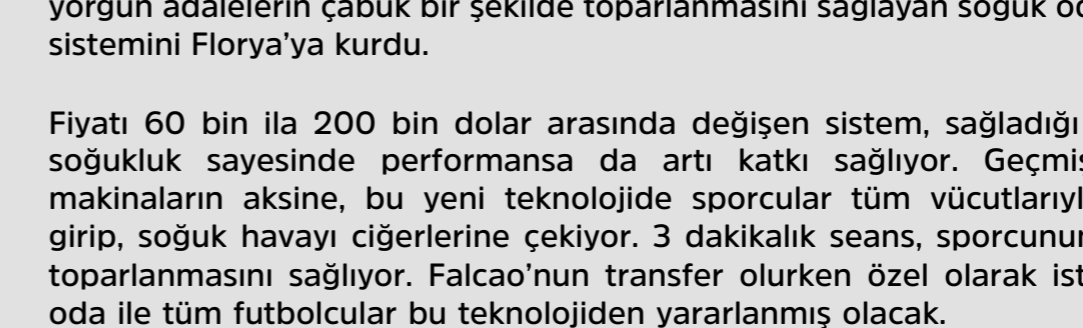 yorgun adalelerin çabuk bir şekilde toparlanmasını sağlayan soğuk
sistemini Florya’ya kurdu.
Fiyatı 60 bin ila 200 bin dolar arasında değişen sistem, sağladığı
soğukluk sayesinde performansa da artı katkı sağlıyor.
makinaların aksine, bu yeni teknolojide sporcular tüm
girip, soğuk havayı ciğerlerine çekiyor. 3 dakikalık seans,
toparlanmasını sağlıyor. Falcao’nun transfer olurken özel olarak
oda ile tüm futbolcular bu teknolojiden yararlanmış olacak.